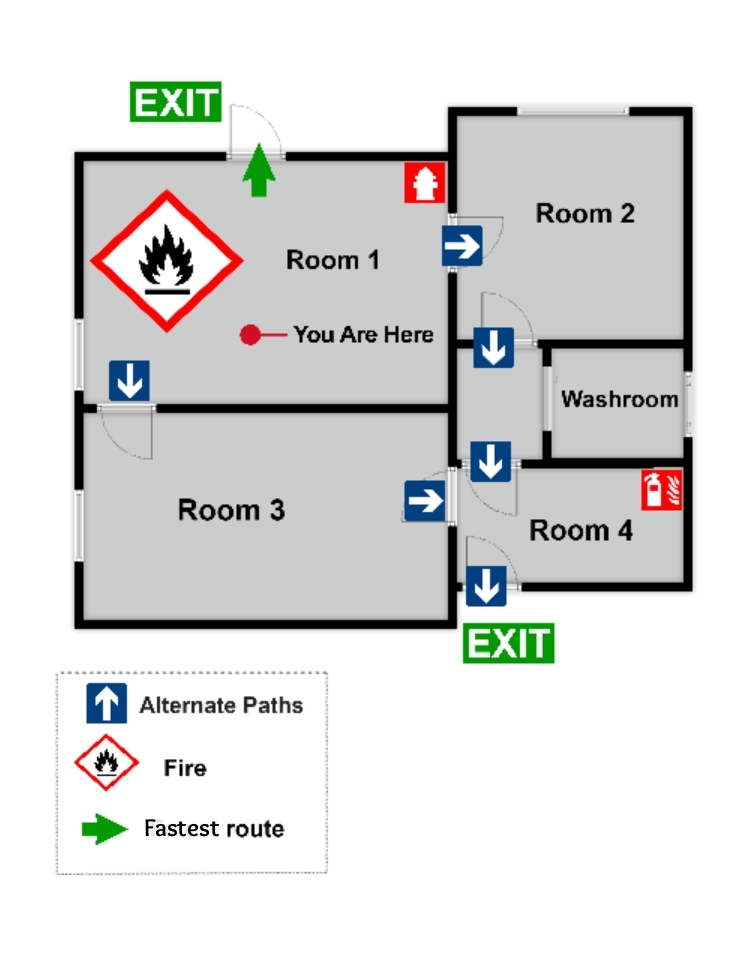 EXIT
Room 2
Room 1
You Are Here
Washroom
Room 3
Room 4
EXIT
Alternate Paths
Fire
Fastest route